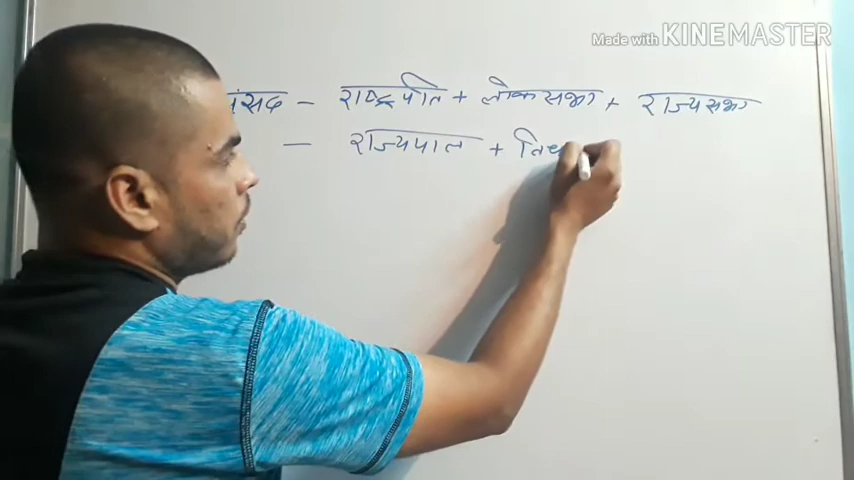 Made with KINEMASTER
संसद – राष्ट्रपति + लोकसभा + राज्यसभा
– राज्यपाल +